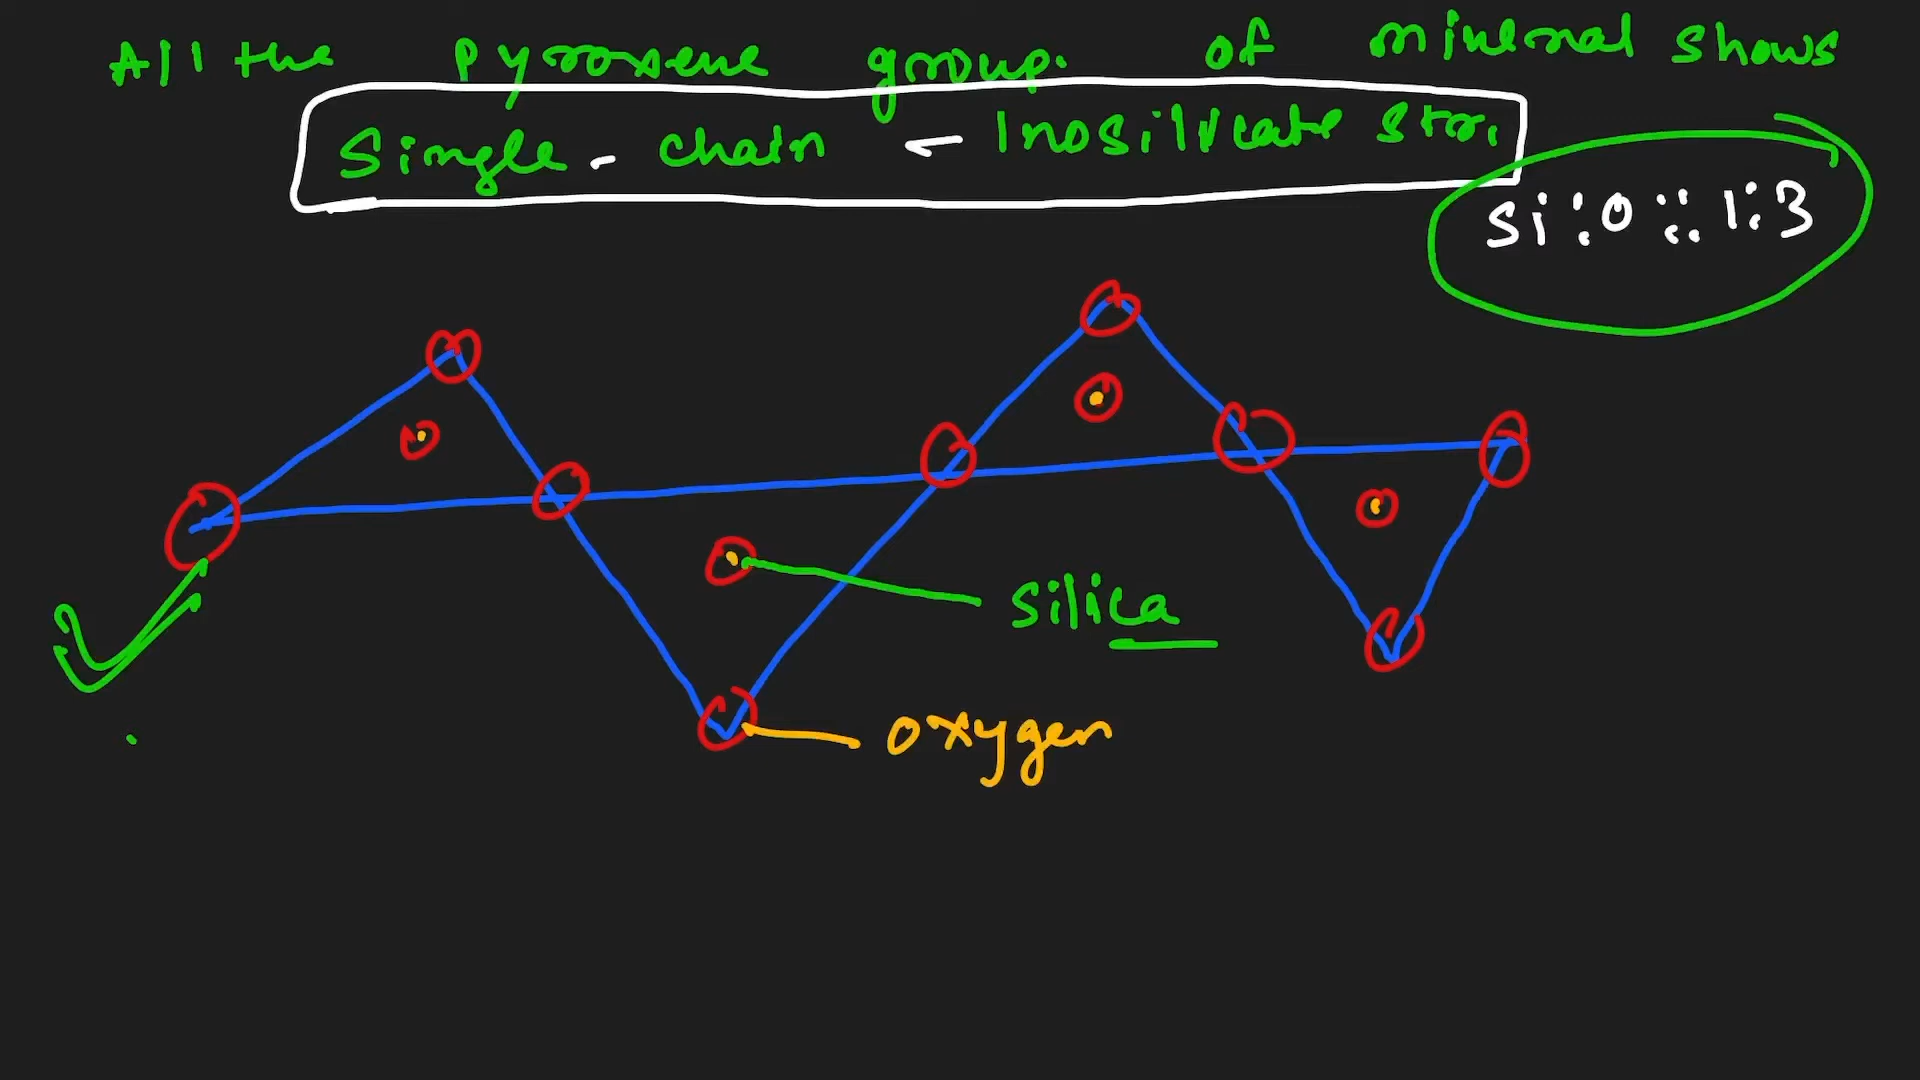 All the pyroxene group. of mineral shows
Single - chain - Inosilicate str.
Si : O :: 1 : 3
silica
oxygen